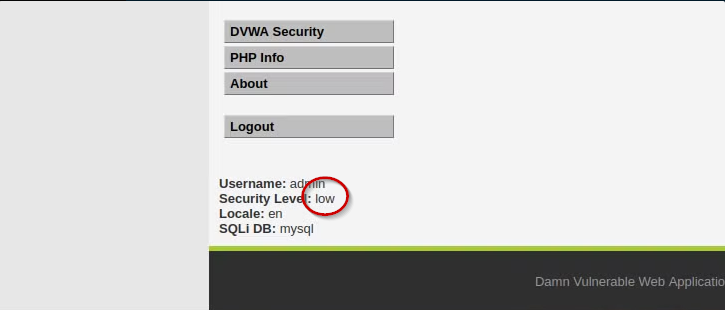 DVWA Security
PHP Info
About
Logout
Username: admin
Security Level: low
Locale: en
SQLi DB: mysql
Damn Vulnerable Web Applicatio